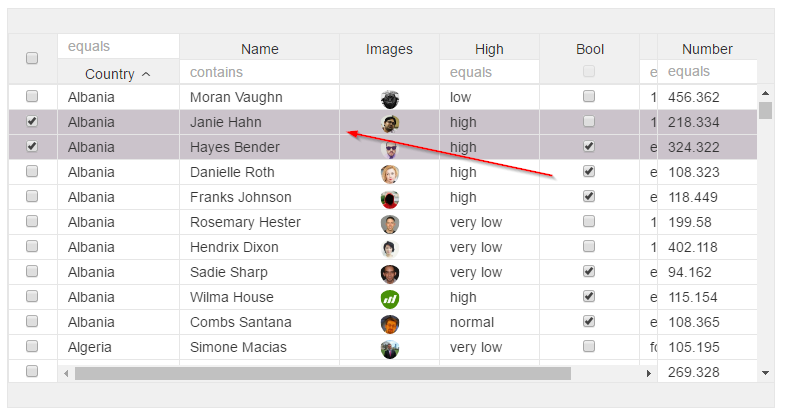 equals Name Images High Bool Number
Country contains equals e equals
Albania Moran Vaughn low 1 456.362
Albania Janie Hahn high 1 218.334
Albania Hayes Bender high e 324.322
Albania Danielle Roth high e 108.323
Albania Franks Johnson high e 118.449
Albania Rosemary Hester very low 1 199.58
Albania Hendrix Dixon very low 1 402.118
Albania Sadie Sharp very low e 94.162
Albania Wilma House high e 115.154
Albania Combs Santana normal e 108.365
Algeria Simone Macias very low fo 105.195
269.328